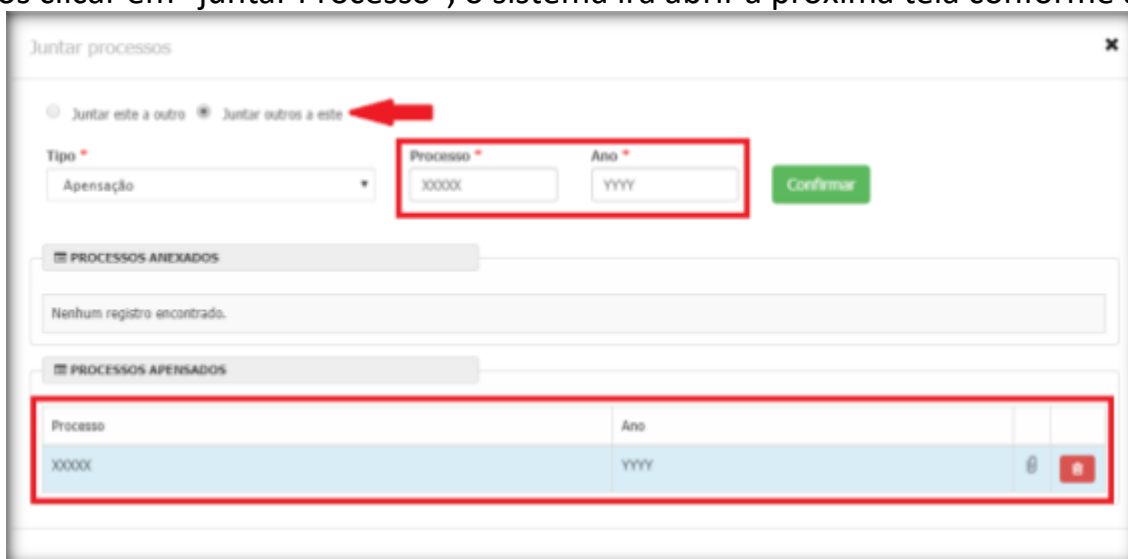 os clicar em "Juntar Processo", o sistema irá abrir a próxima tela conforme
Juntar processos
Juntar este a outro Juntar outros a este
Tipo * Processo * Ano *
Apensação XXXXX YYYY Confirmar
PROCESSOS ANEXADOS
Nenhum registro encontrado.
PROCESSOS APENSADOS
Processo Ano
XXXXX YYYY